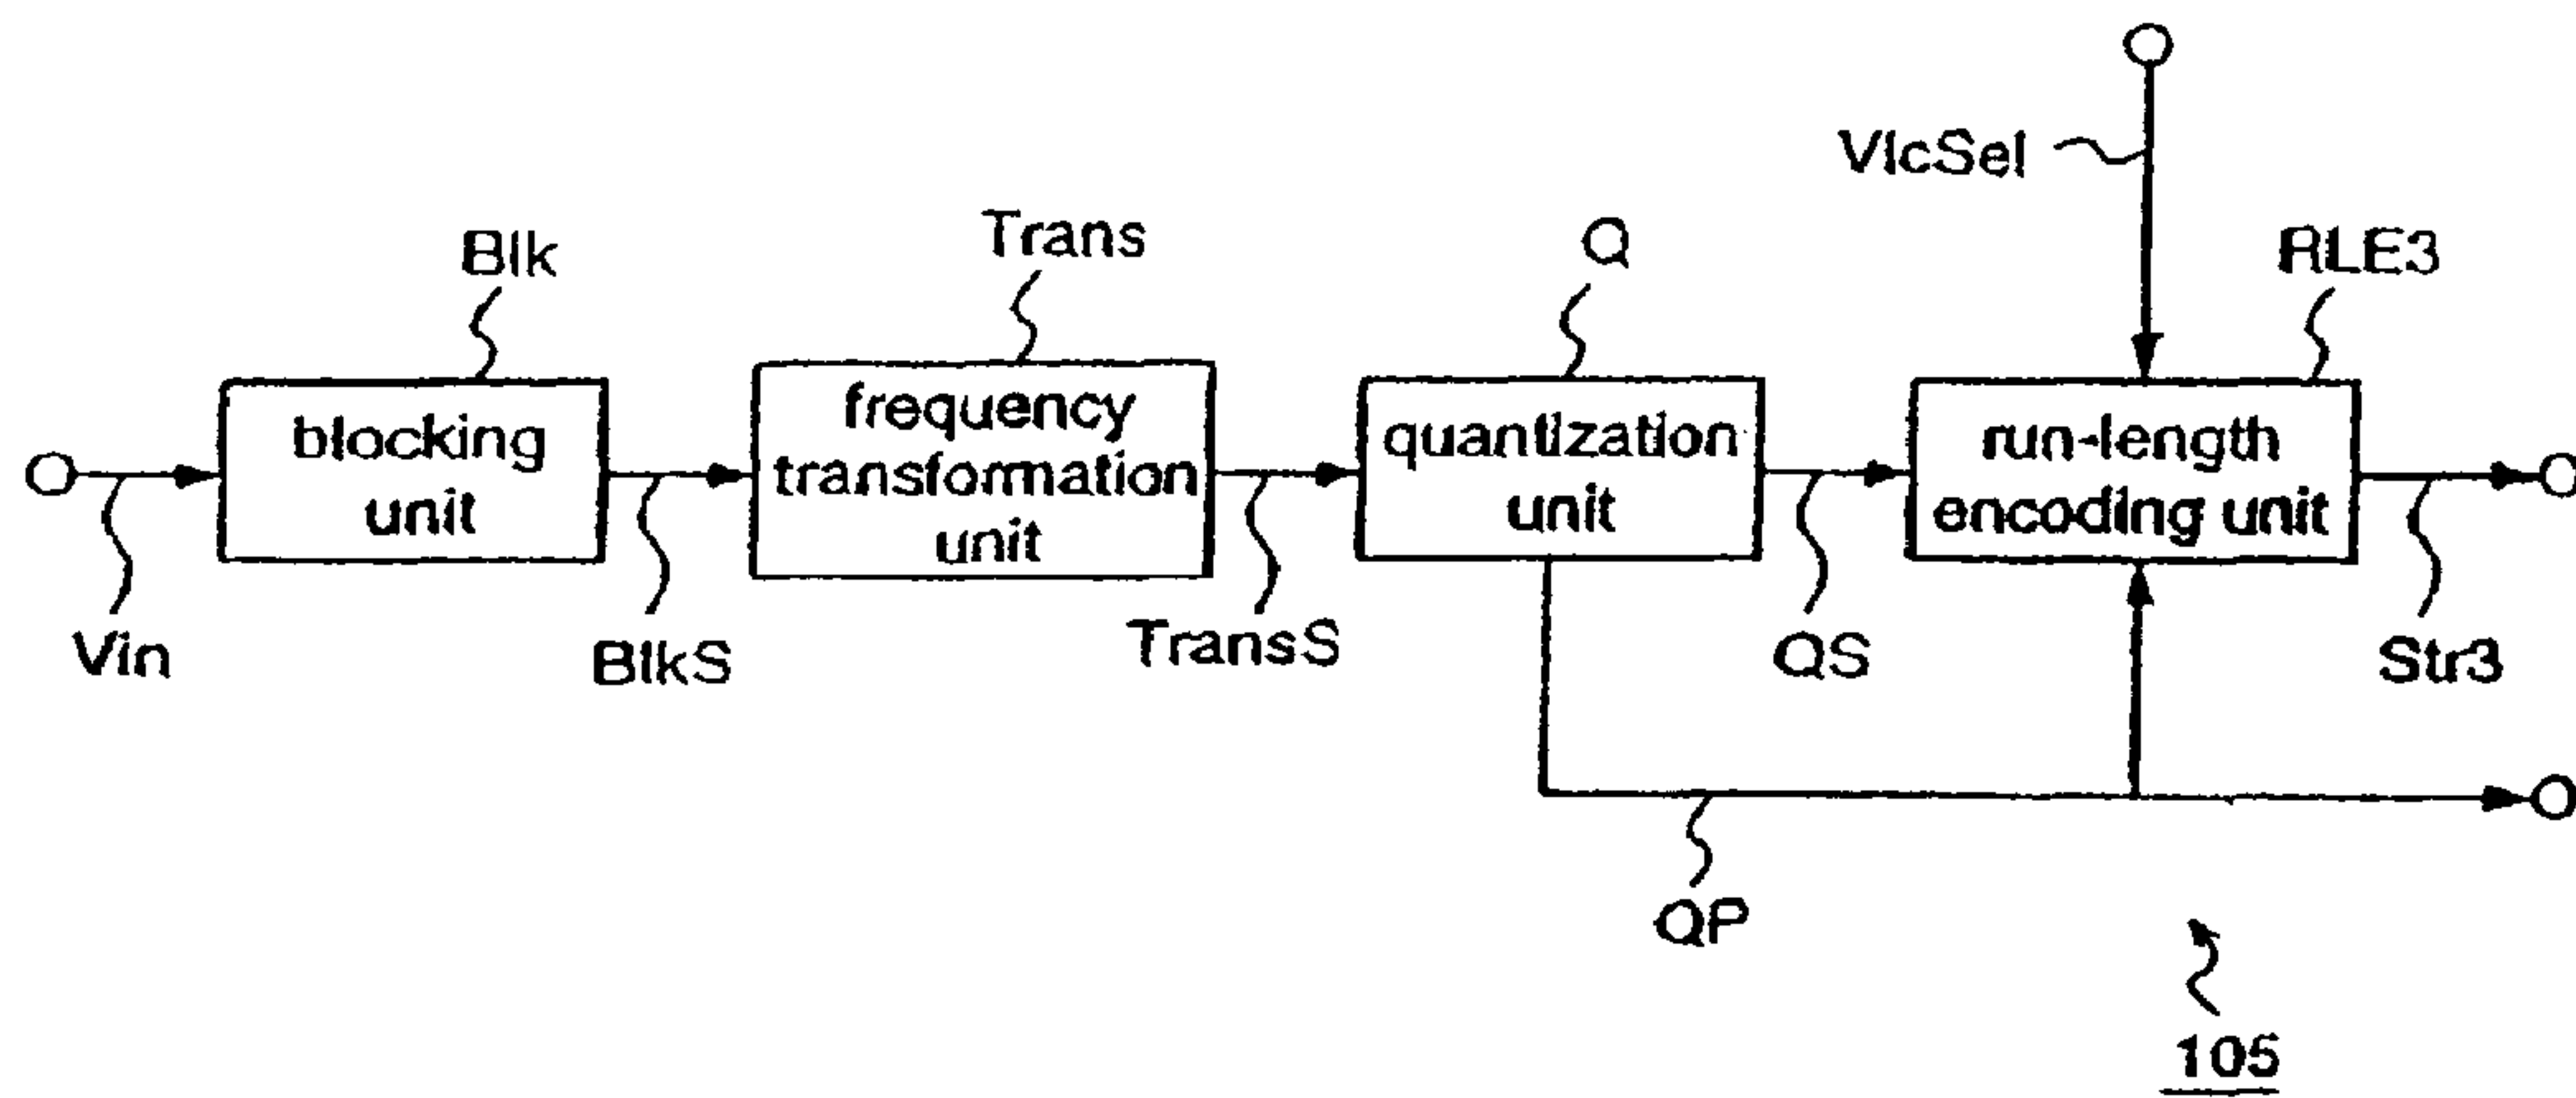 VlcSel
Blk
Trans
Q
RLE3
blocking
unit
frequency
transformation
unit
quantization
unit
run-length
encoding unit
Vin
BlkS
TransS
QS
Str3
QP
105